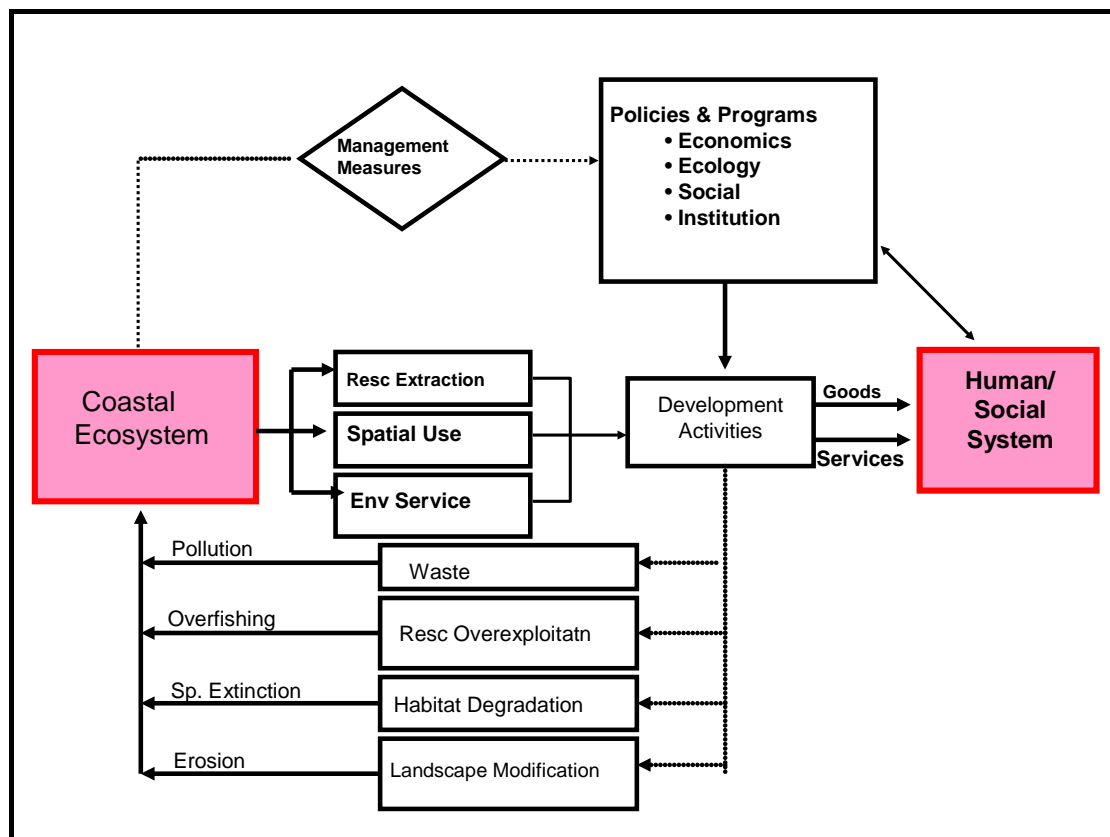 Policies & Programs
• Economics
• Ecology
• Social
• Institution
Management
Measures
Coastal
Ecosystem
Resc Extraction
Spatial Use
Env Service
Development
Activities
Goods
Services
Human/
Social
System
Pollution
Waste
Overfishing
Resc Overexploitatn
Sp. Extinction
Habitat Degradation
Erosion
Landscape Modification